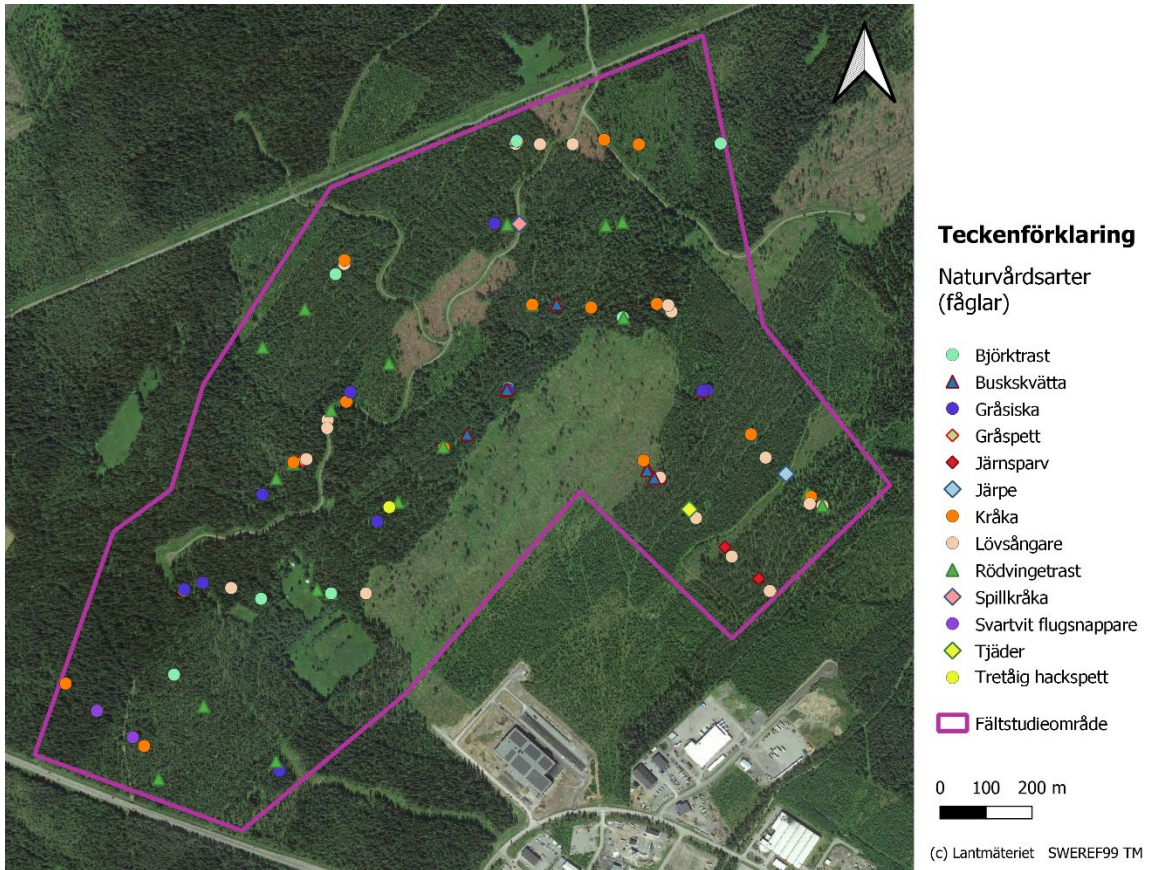 Teckenförklaring
Naturvårdsarter
(fåglar)
Björktrast
Buskskvätta
Gråsiska
Gråspett
Järnsparv
Järpe
Kråka
Lövsångare
Rödvingetrast
Spillkråka
Svartvit flugsnappare
Tjäder
Tretåig hackspett
Fältstudieområde
0 100 200 m
(c) Lantmäteriet SWEREF99 TM